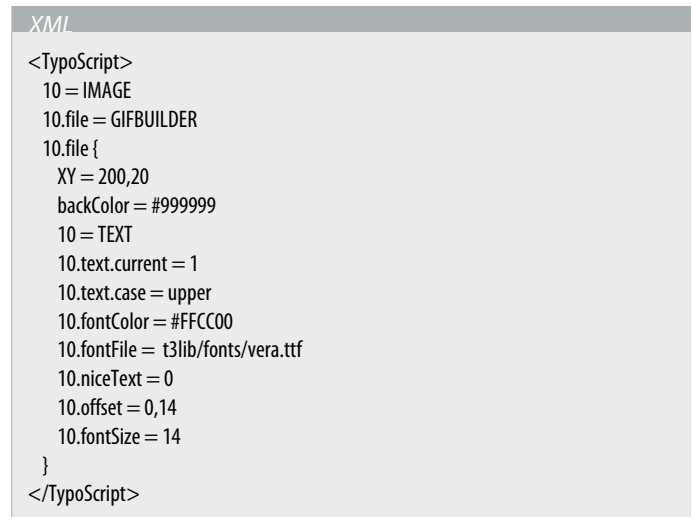 XML
<TypoScript>
10 = IMAGE
10.file = GIFBUILDER
10.file {
XY = 200,20
backColor = #999999
10 = TEXT
10.text.current = 1
10.text.case = upper
10.fontColor = #FFCC00
10.fontFile = t3lib/fonts/vera.ttf
10.niceText = 0
10.offset = 0,14
10.fontSize = 14
}
</TypoScript>